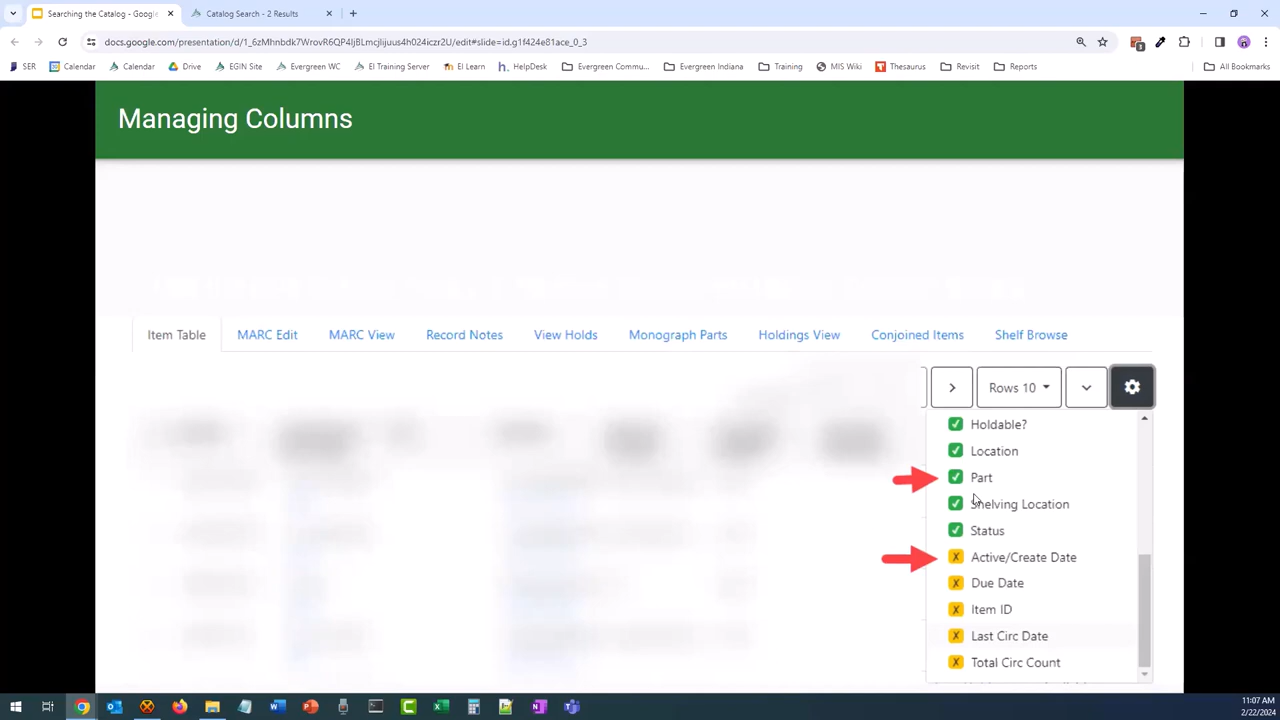 Searching the Catalog - Google
Catalog Search - 2 Results
docs.google.com/presentation/d/1_6zMhnbdk7WrovR6QP4IjBLmcjIijuus4h024iczr2U/edit#slide=id.g1f424e81ace_0_3
SER
Calendar
Calendar
Drive
EGIN Site
Evergreen WC
EI Training Server
EI Learn
HelpDesk
Evergreen Commu...
Evergreen Indiana
Training
MIS Wiki
Thesaurus
Revisit
Reports
All Bookmarks
Managing Columns
Item Table
MARC Edit
MARC View
Record Notes
View Holds
Monograph Parts
Holdings View
Conjoined Items
Shelf Browse
Rows 10
Holdable?
Location
Part
Shelving Location
Status
Active/Create Date
Due Date
Item ID
Last Circ Date
Total Circ Count
11:07 AM
2/22/2024